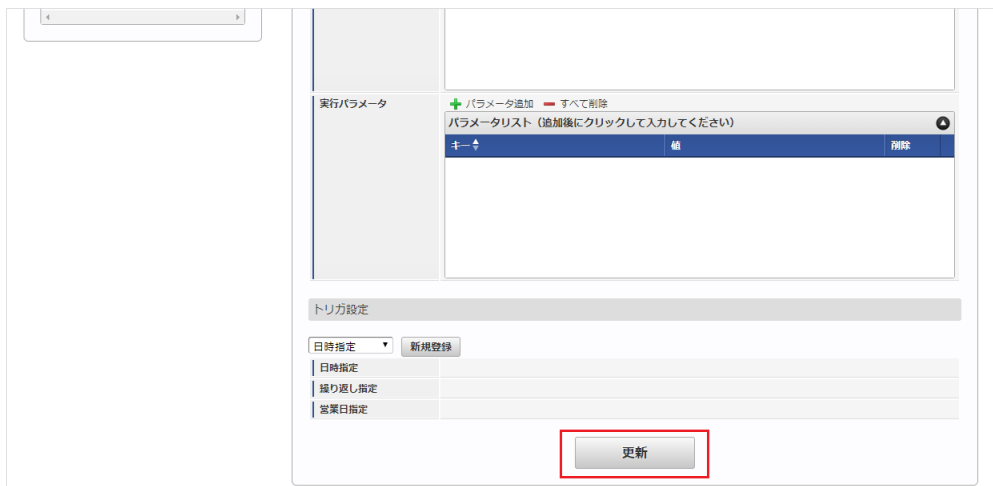 実行パラメータ
パラメータ追加 すべて削除
パラメータリスト（追加後にクリックして入力してください）
キー 値 削除
トリガ設定
日時指定 新規登録
日時指定
繰り返し指定
営業日指定
更新